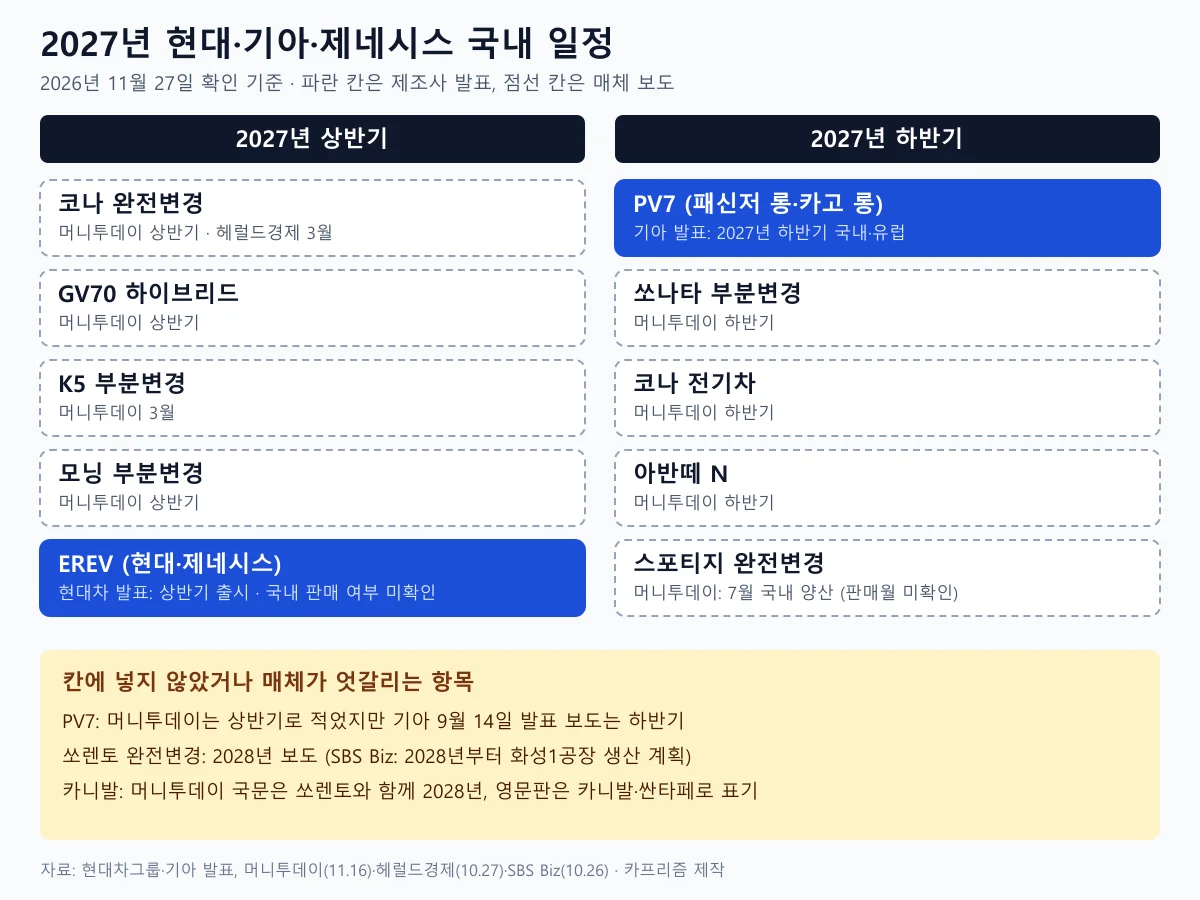 2027년 현대·기아·제네시스 국내 일정
2026년 11월 27일 확인 기준 · 파란 칸은 제조사 발표, 점선 칸은 매체 보도
2027년 상반기
코나 완전변경
머니투데이 상반기 · 헤럴드경제 3월
GV70 하이브리드
머니투데이 상반기
K5 부분변경
머니투데이 3월
모닝 부분변경
머니투데이 상반기
EREV (현대·제네시스)
현대차 발표: 상반기 출시 · 국내 판매 여부 미확인
2027년 하반기
PV7 (패신저 롱·카고 롱)
기아 발표: 2027년 하반기 국내·유럽
쏘나타 부분변경
머니투데이 하반기
코나 전기차
머니투데이 하반기
아반떼 N
머니투데이 하반기
스포티지 완전변경
머니투데이: 7월 국내 양산 (판매월 미확인)
칸에 넣지 않았거나 매체가 엇갈리는 항목
PV7: 머니투데이는 상반기로 적었지만 기아 9월 14일 발표 보도는 하반기
쏘렌토 완전변경: 2028년 보도 (SBS Biz: 2028년부터 화성1공장 생산 계획)
카니발: 머니투데이 국문은 쏘렌토와 함께 2028년, 영문판은 카니발·싼타페로 표기
자료: 현대차그룹·기아 발표, 머니투데이(11.16)·헤럴드경제(10.27)·SBS Biz(10.26) · 카프리즘 제작